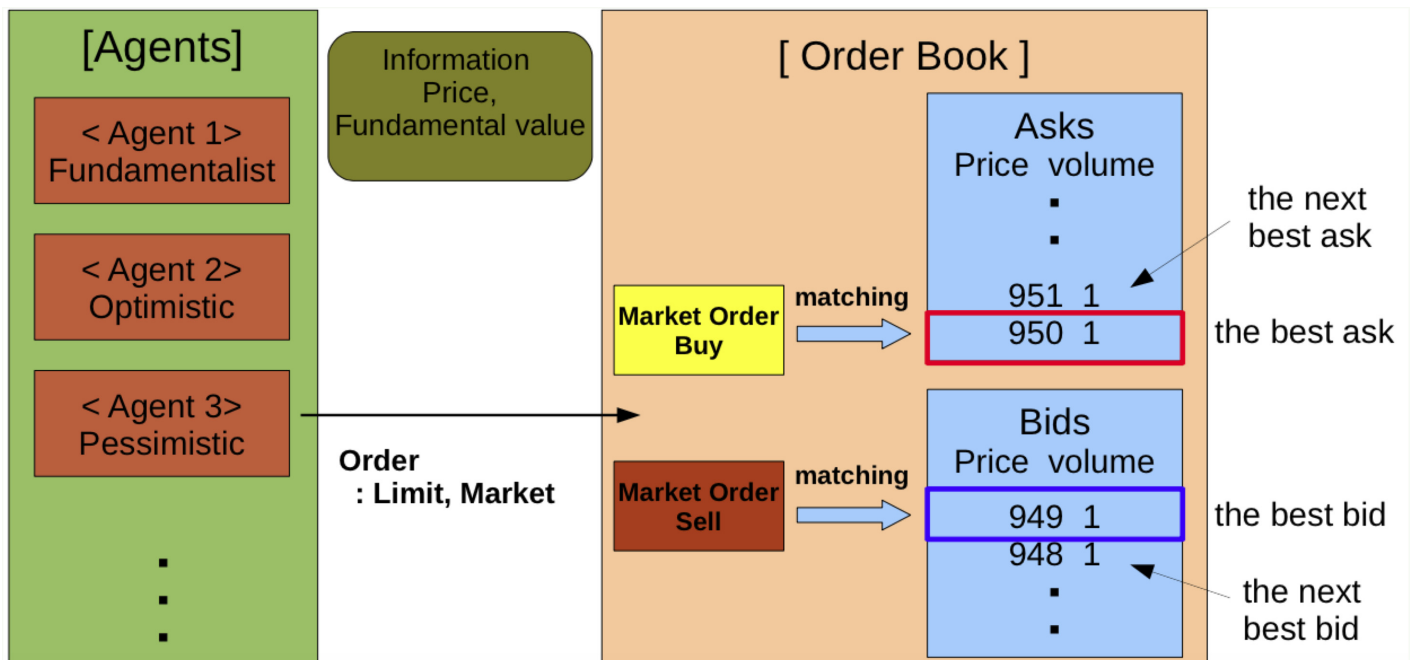 [Agents]
< Agent 1>
Fundamentalist
< Agent 2>
Optimistic
< Agent 3>
Pessimistic
Information
Price,
Fundamental value
Order
: Limit, Market
[ Order Book ]
Market Order
Buy
matching
Market Order
Sell
matching
Asks
Price volume
951 1
950 1
the next
best ask
the best ask
Bids
Price volume
949 1
948 1
the best bid
the next
best bid